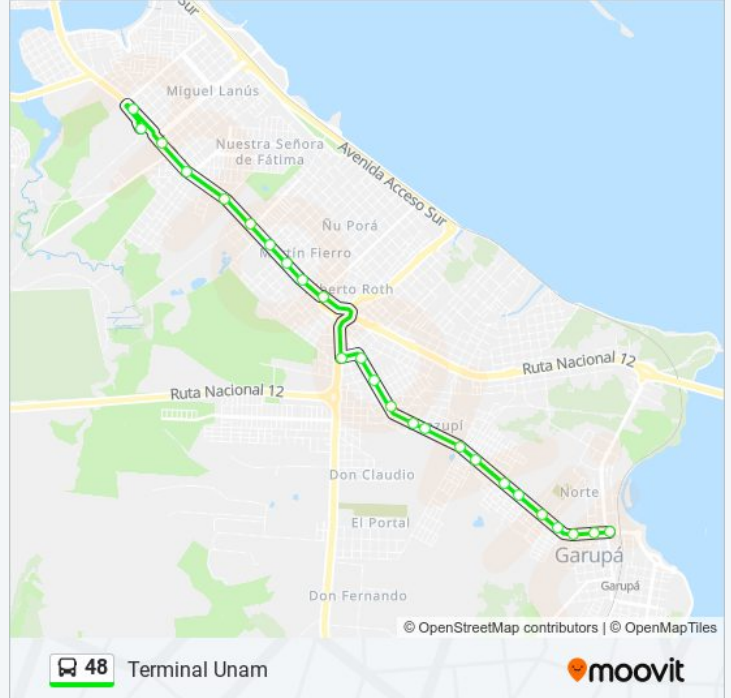 Sur
Miguel Lanús
Nuestra Señora
de Fátima
Avenida Acceso Sur
Ñu Porá
tín Fierro
berto Roth
Ruta Nacional 12
Ruta Nacional 12
zupí
Don Claudio
Norte
El Portal
Garupá
Garupá
Don Fernando
© OpenStreetMap contributors | © OpenMapTiles
48 Terminal Unam
moovit